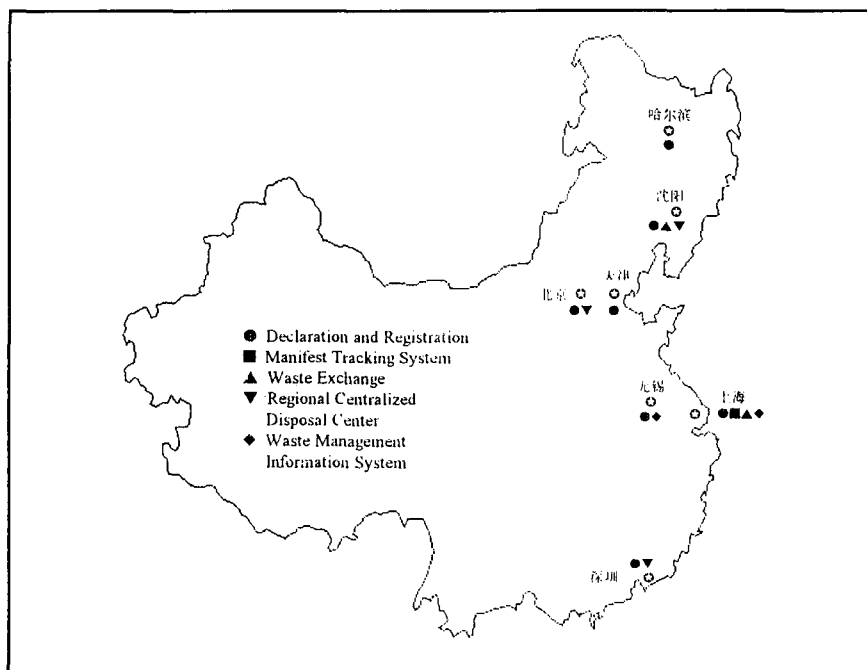 哈尔滨
沈阳
北京
天津
Declaration and Registration
Manifest Tracking System
Waste Exchange
Regional Centralized
Disposal Center
Waste Management
Information System
无锡
上海
深圳